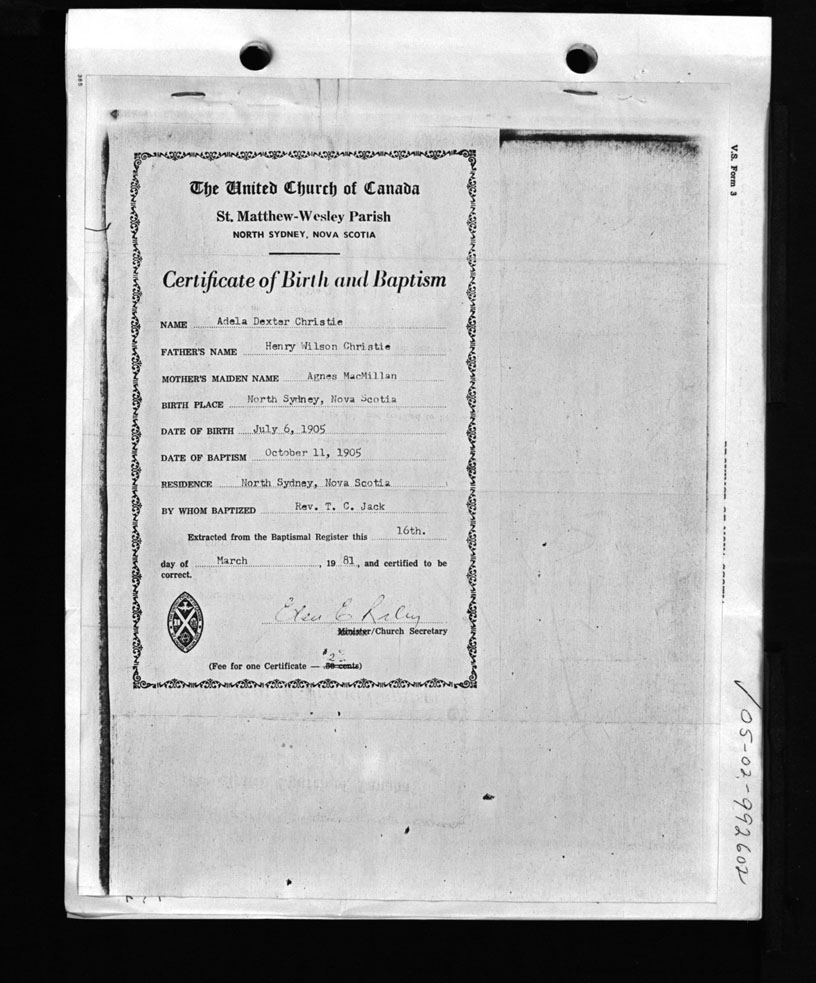 365
V.S. Form 3
The United Church of Canada
St. Matthew-Wesley Parish
NORTH SYDNEY, NOVA SCOTIA
Certificate of Birth and Baptism
NAME Adela Dexter Christie
FATHER'S NAME Henry Wilson Christie
MOTHER'S MAIDEN NAME Agnes MacMillan
BIRTH PLACE North Sydney, Nova Scotia
DATE OF BIRTH July 6, 1905
DATE OF BAPTISM October 11, 1905
RESIDENCE North Sydney, Nova Scotia
BY WHOM BAPTIZED Rev. T. C. Jack
Extracted from the Baptismal Register this 16th.
day of March, 1981, and certified to be
correct.
E. Riley
Minister/Church Secretary
(Fee for one Certificate — 50 cents)
05-02-992602